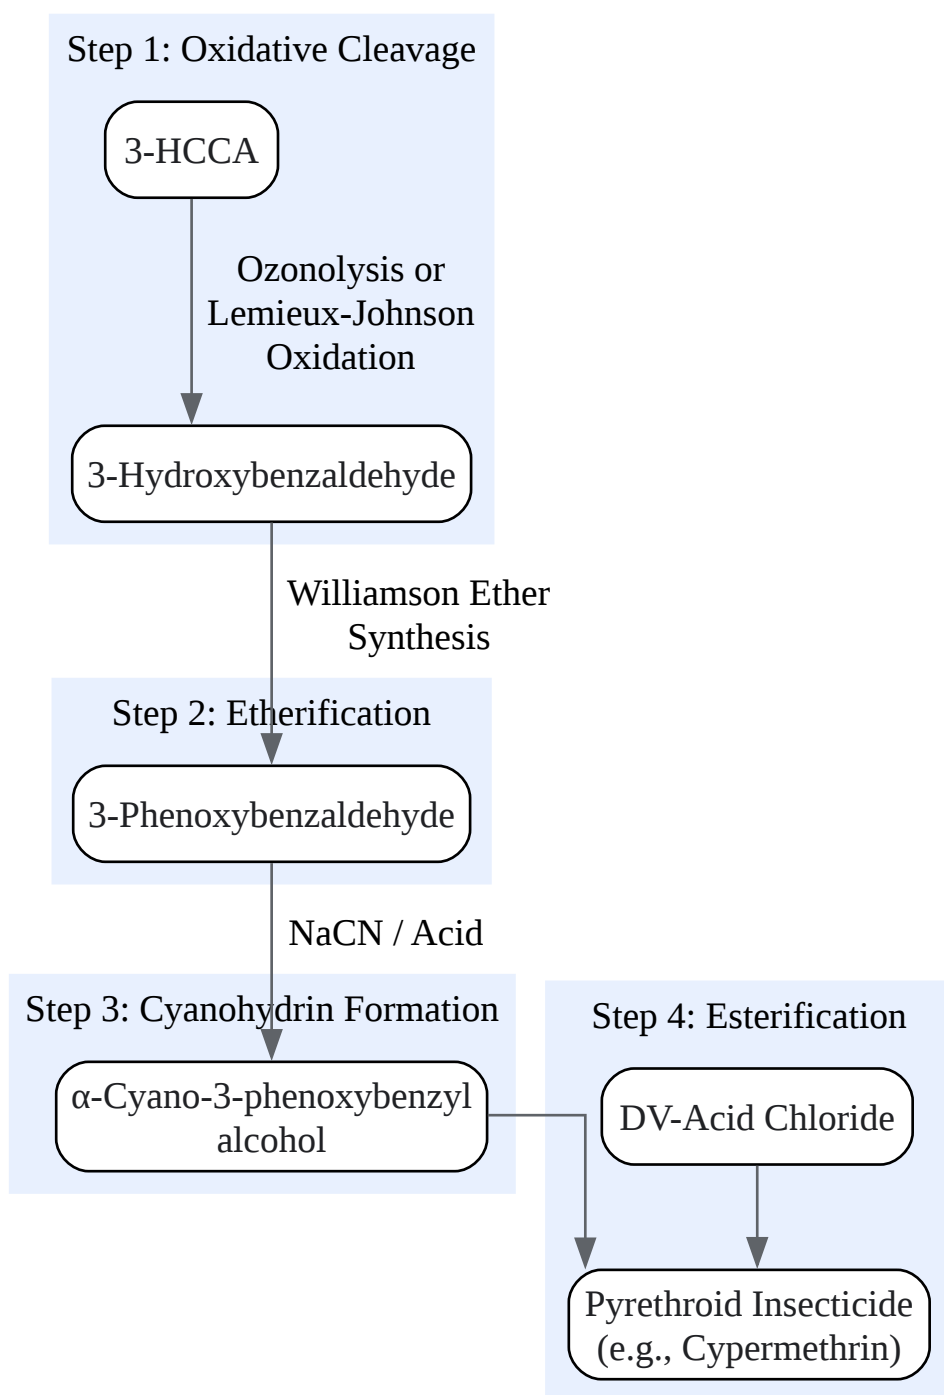 Step 1: Oxidative Cleavage
3-HCCA
Ozonolysis or
Lemieux-Johnson
Oxidation
3-Hydroxybenzaldehyde
Williamson Ether
Synthesis
Step 2: Etherification
3-Phenoxybenzaldehyde
NaCN / Acid
Step 3: Cyanohydrin Formation
α-Cyano-3-phenoxybenzyl
alcohol
Step 4: Esterification
DV-Acid Chloride
Pyrethroid Insecticide
(e.g., Cypermethrin)